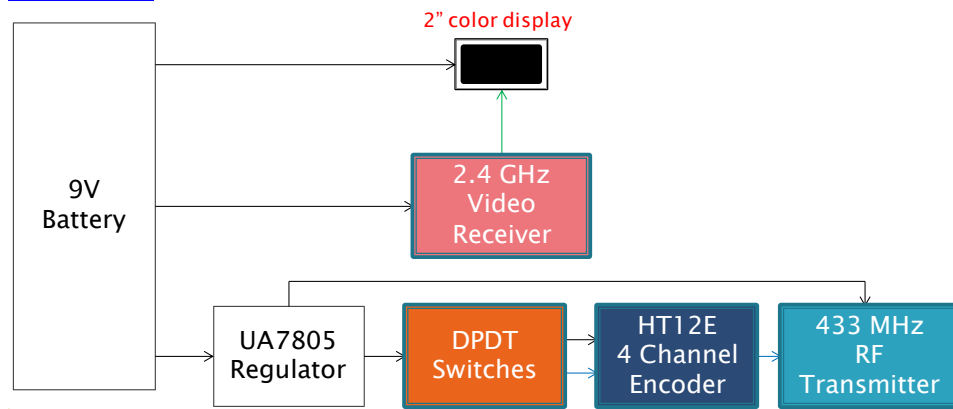 2” color display
9V
Battery
2.4 GHz
Video
Receiver
UA7805
Regulator
DPDT
Switches
HT12E
4 Channel
Encoder
433 MHz
RF
Transmitter